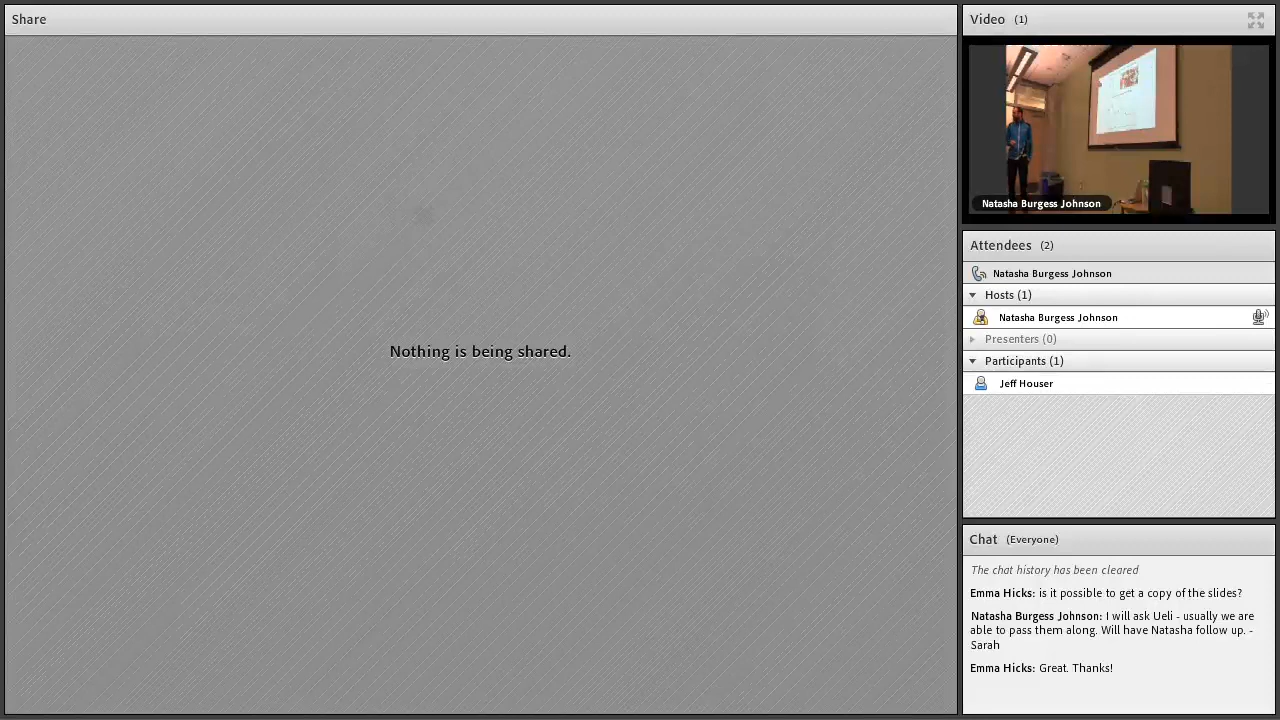 Share
Nothing is being shared.
Video (1)
Natasha Burgess Johnson
Attendees (2)
Natasha Burgess Johnson
Hosts (1)
Natasha Burgess Johnson
Presenters (0)
Participants (1)
Jeff Houser
Chat (Everyone)
The chat history has been cleared
Emma Hicks: is it possible to get a copy of the slides?
Natasha Burgess Johnson: I will ask Ueli - usually we are
able to pass them along. Will have Natasha follow up. -
Sarah
Emma Hicks: Great. Thanks!